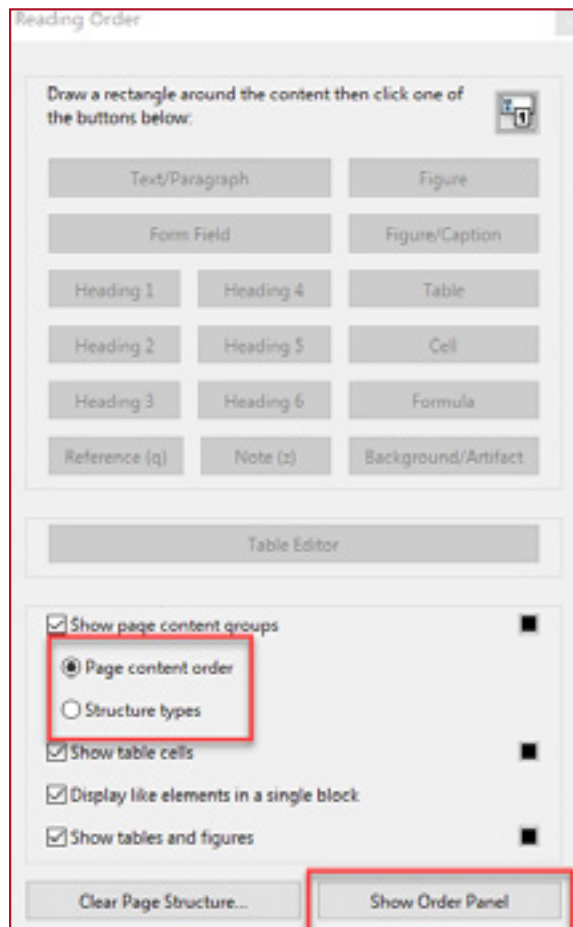 Reading Order
Draw a rectangle around the content then click one of
the buttons below:
1
Text/Paragraph
Figure
Form Field
Figure/Caption
Heading 1
Heading 4
Table
Heading 2
Heading 5
Cell
Heading 3
Heading 6
Formula
Reference (q)
Note (z)
Background/Artifact
Table Editor
Show page content groups
Page content order
Structure types
Show table cells
Display like elements in a single block
Show tables and figures
Clear Page Structure...
Show Order Panel